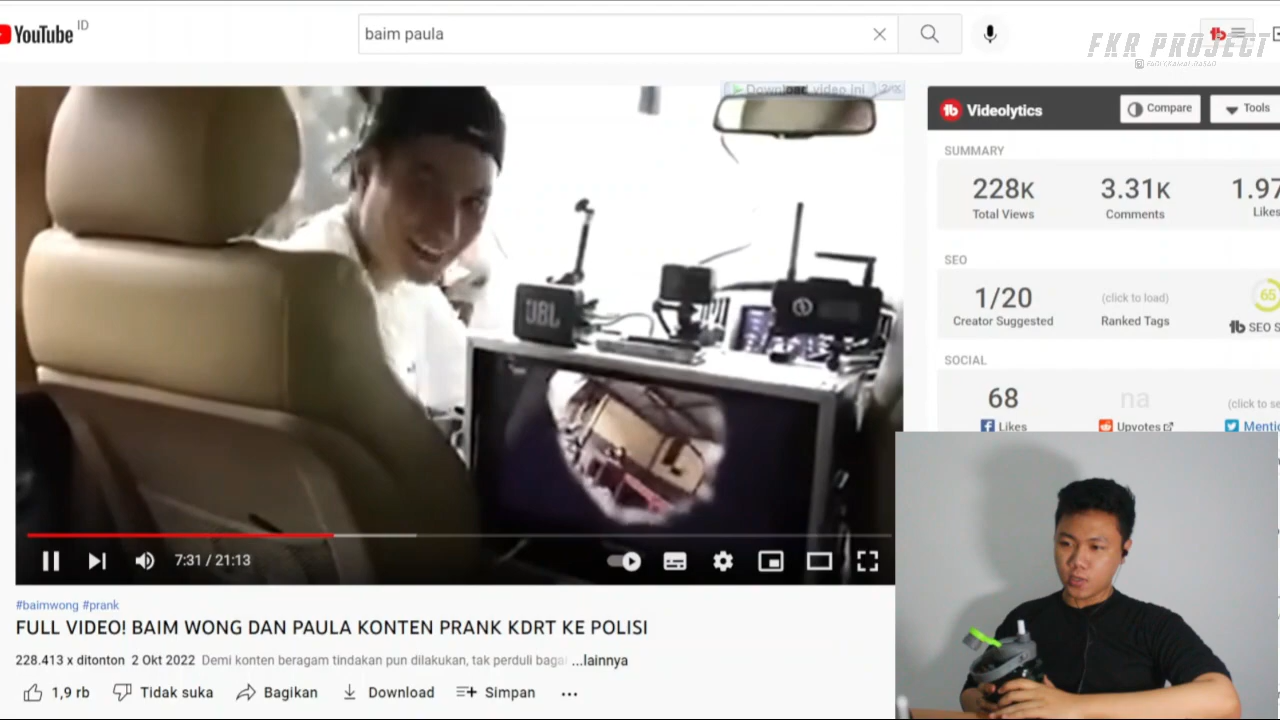 YouTube ID
baim paula
FKR PROJECT
Download video ini
Videolytics
Compare
Tools
SUMMARY
228K
3.31K
1.97
Total Views
Comments
Likes
SEO
1/20
(click to load)
65
Creator Suggested
Ranked Tags
SEO S
SOCIAL
68
na
(click to se
Likes
Upvotes
Mentio
JBL
7:31 / 21:13
#baimwong #prank
FULL VIDEO! BAIM WONG DAN PAULA KONTEN PRANK KDRT KE POLISI
228.413 x ditonton 2 Okt 2022 Demi konten beragam tindakan pun dilakukan, tak perduli bagai ...lainnya
1,9 rb
Tidak suka
Bagikan
Download
Simpan